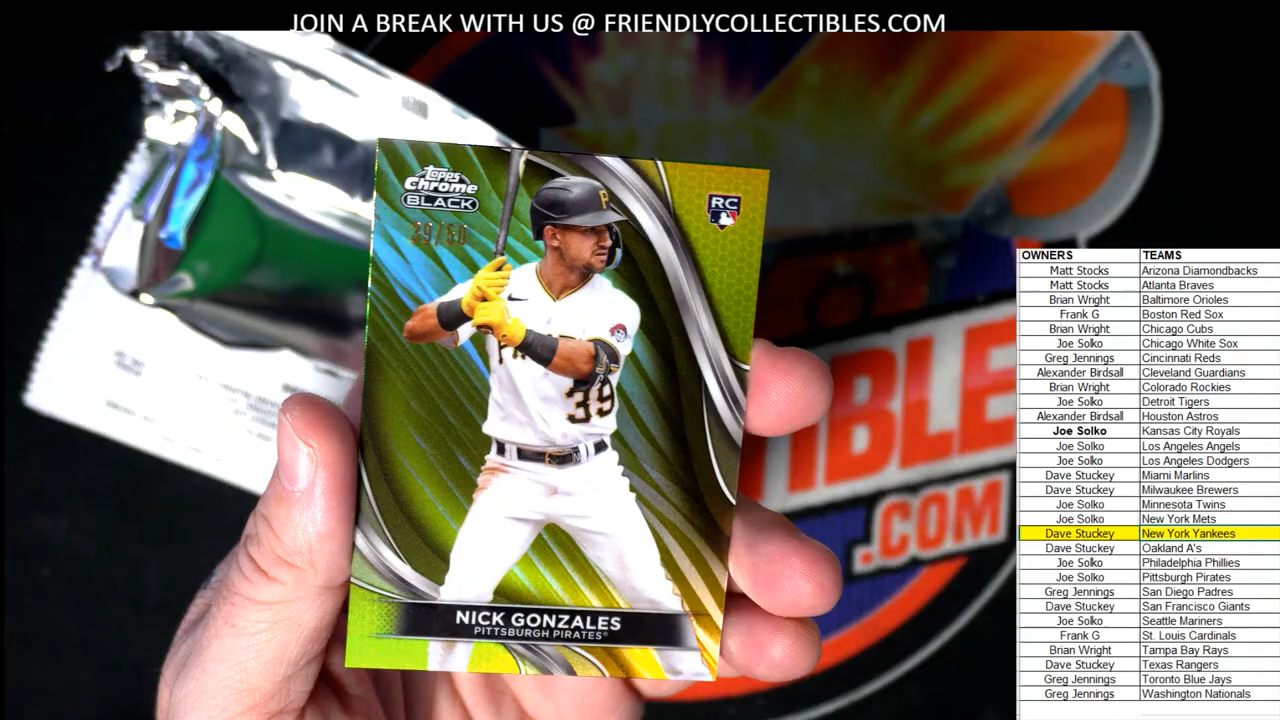 JOIN A BREAK WITH US @ FRIENDLYCOLLECTIBLES.COM
Topps
Chrome
BLACK
39/50
RC
P
39
NICK GONZALES
PITTSBURGH PIRATES®
IBLE
.COM
OWNERS TEAMS
Matt Stocks Arizona Diamondbacks
Matt Stocks Atlanta Braves
Brian Wright Baltimore Orioles
Frank G Boston Red Sox
Brian Wright Chicago Cubs
Joe Solko Chicago White Sox
Greg Jennings Cincinnati Reds
Alexander Birdsall Cleveland Guardians
Brian Wright Colorado Rockies
Joe Solko Detroit Tigers
Alexander Birdsall Houston Astros
Joe Solko Kansas City Royals
Joe Solko Los Angeles Angels
Joe Solko Los Angeles Dodgers
Dave Stuckey Miami Marlins
Dave Stuckey Milwaukee Brewers
Joe Solko Minnesota Twins
Joe Solko New York Mets
Dave Stuckey New York Yankees
Dave Stuckey Oakland A's
Joe Solko Philadelphia Phillies
Joe Solko Pittsburgh Pirates
Greg Jennings San Diego Padres
Dave Stuckey San Francisco Giants
Joe Solko Seattle Mariners
Frank G St. Louis Cardinals
Brian Wright Tampa Bay Rays
Dave Stuckey Texas Rangers
Greg Jennings Toronto Blue Jays
Greg Jennings Washington Nationals